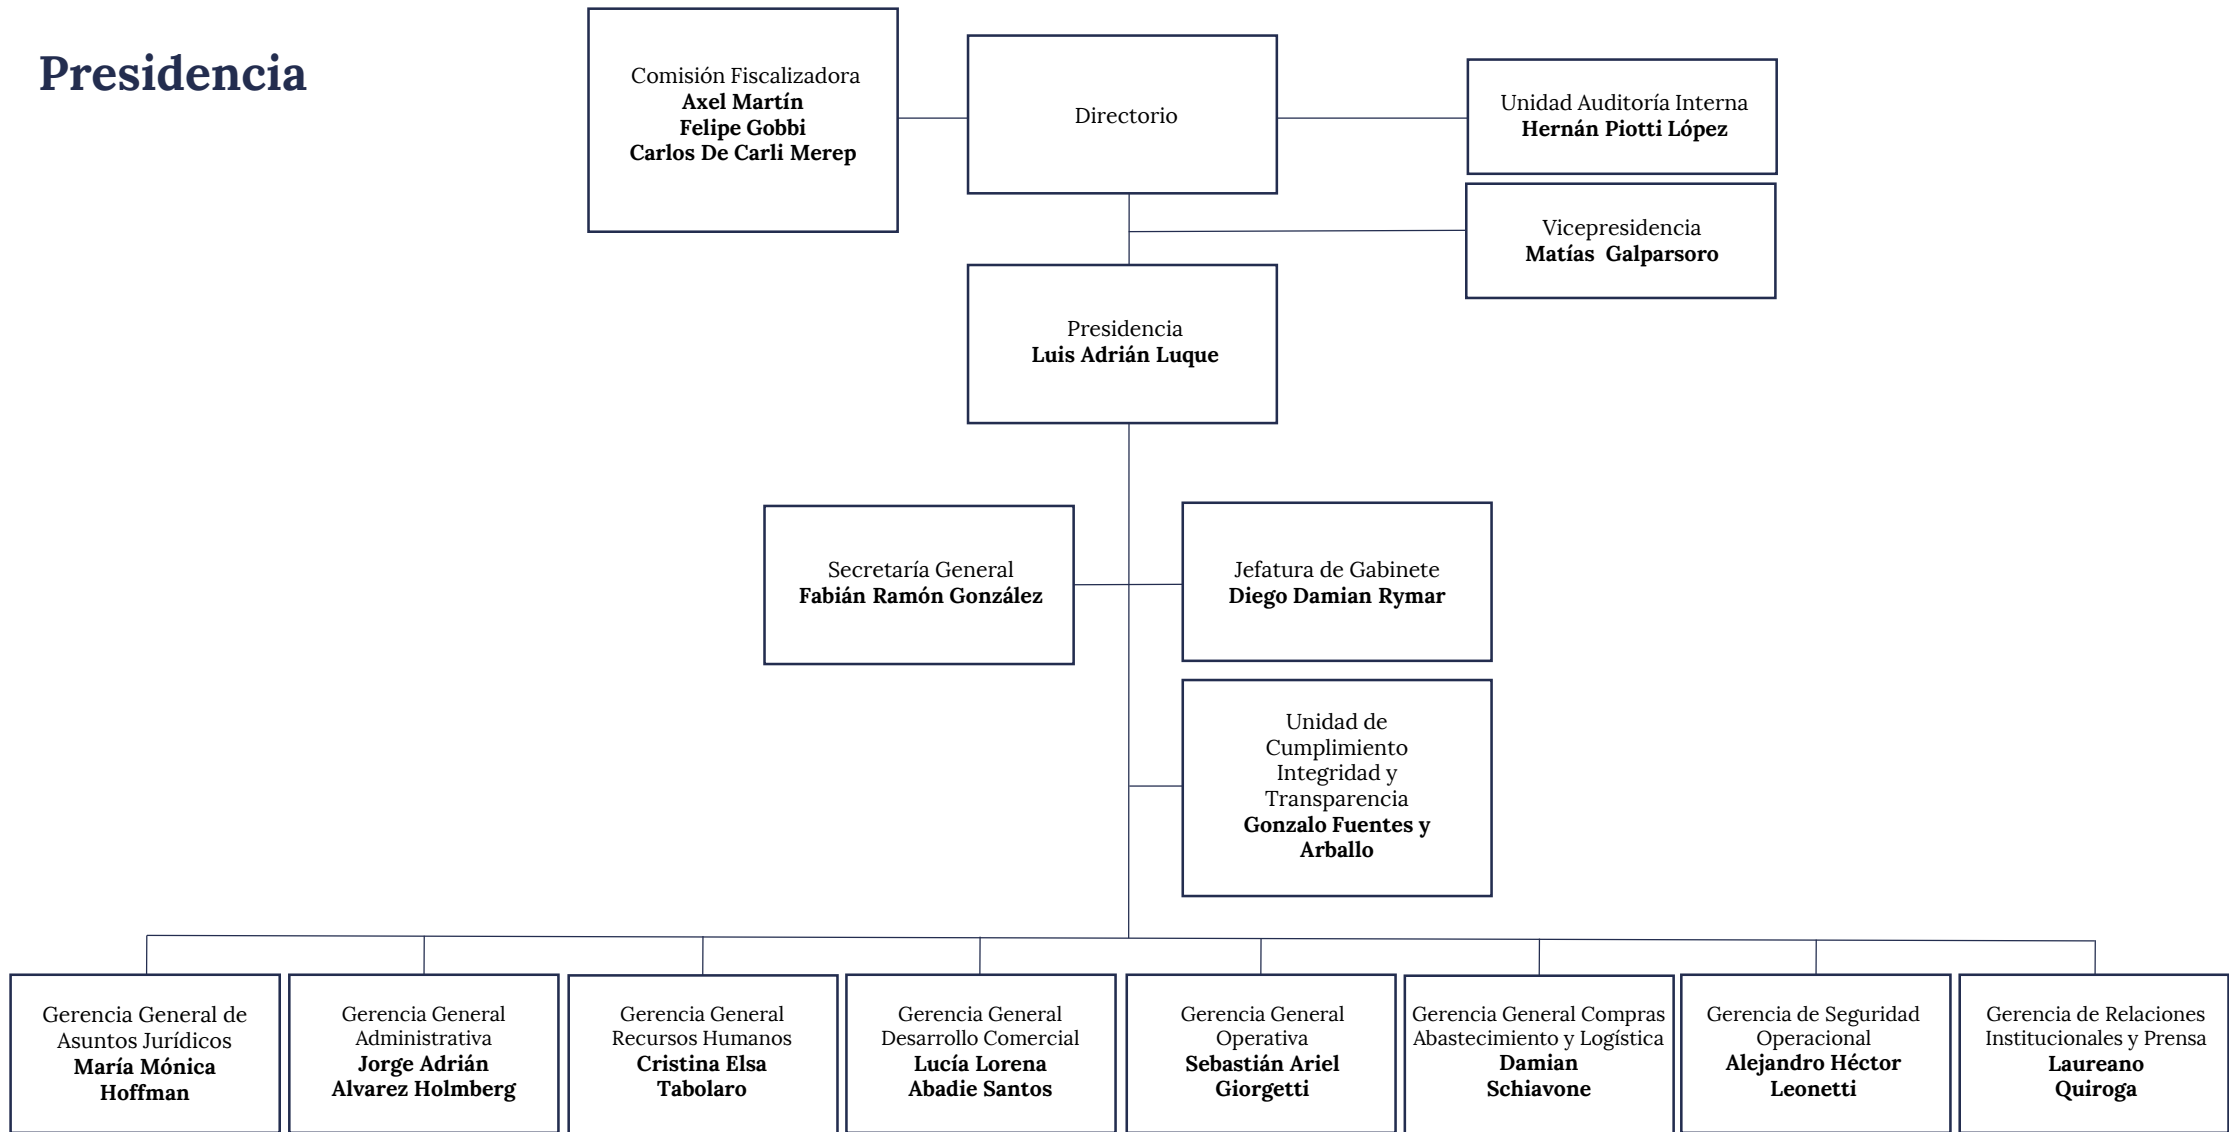 Presidencia
Comisión Fiscalizadora
Axel Martín
Felipe Gobbi
Carlos De Carli Merep
Directorio
Unidad Auditoría Interna
Hernán Piotti López
Vicepresidencia
Matías  Galparsoro
Presidencia
Luis Adrián Luque
Secretaría General
Fabián Ramón González
Jefatura de Gabinete
Diego Damian Rymar
Unidad de
Cumplimiento
Integridad y
Transparencia
Gonzalo Fuentes y
Arballo
Gerencia General de
Asuntos Jurídicos
María Mónica
Hoffman
Gerencia General
Administrativa
Jorge Adrián
Alvarez Holmberg
Gerencia General
Recursos Humanos
Cristina Elsa
Tabolaro
Gerencia General
Desarrollo Comercial
Lucía Lorena
Abadie Santos
Gerencia General
Operativa
Sebastián Ariel
Giorgetti
Gerencia General Compras
Abastecimiento y Logística
Damian
Schiavone
Gerencia de Seguridad
Operacional
Alejandro Héctor
Leonetti
Gerencia de Relaciones
Institucionales y Prensa
Laureano
Quiroga